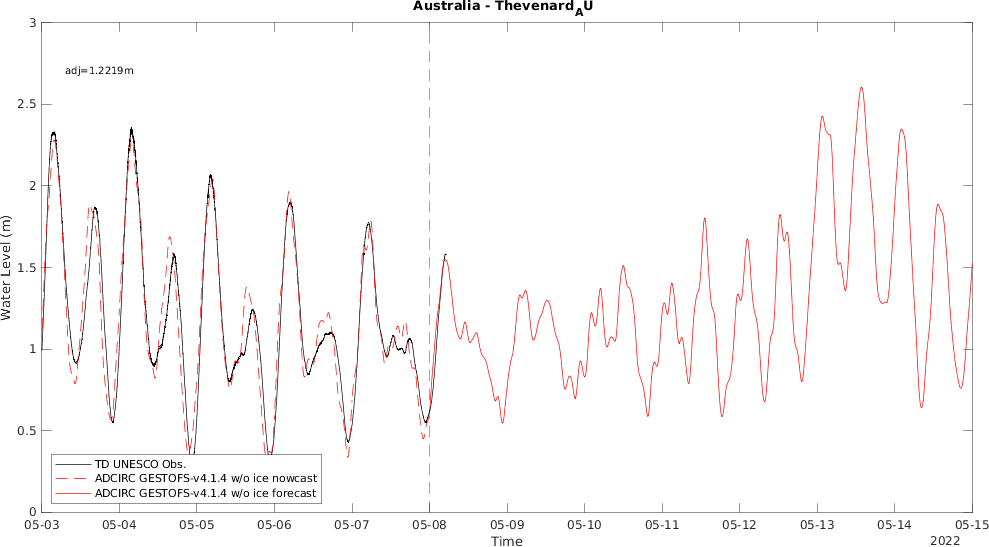 Australia - Thevenard_AU
adj=1.2219m
Water Level (m)
3
2.5
2
1.5
1
0.5
0
TD UNESCO Obs.
ADCIRC GESTOFS-v4.1.4 w/o ice nowcast
ADCIRC GESTOFS-v4.1.4 w/o ice forecast
05-03 05-04 05-05 05-06 05-07 05-08 05-09 05-10 05-11 05-12 05-13 05-14 05-15
Time
2022